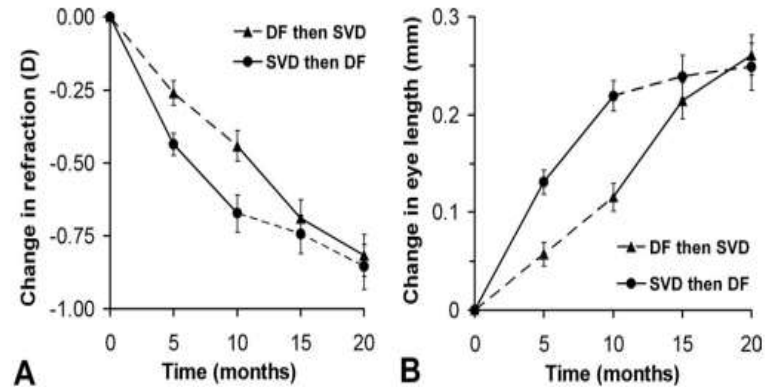 Change in refraction (D)
0.00
-0.25
-0.50
-0.75
-1.00
DF then SVD
SVD then DF
0
5
10
15
20
Time (months)
A
Change in eye length (mm)
0.3
0.2
0.1
0
DF then SVD
SVD then DF
0
5
10
15
20
Time (months)
B